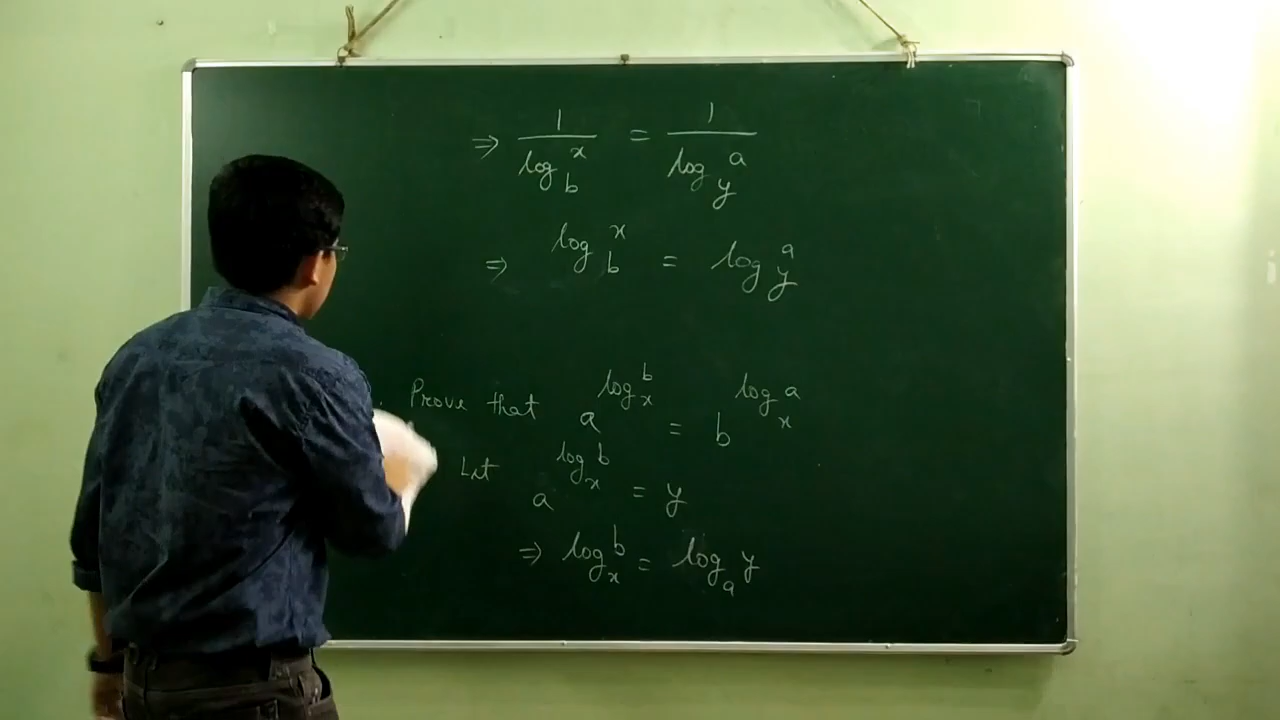 ⇒ 1/log_b^x = 1/log_y^a
⇒ log_b^x = log_y^a
Prove that a^(log_x^b) = b^(log_x^a)
Let a^(log_x^b) = y
⇒ log_x^b = log_a y